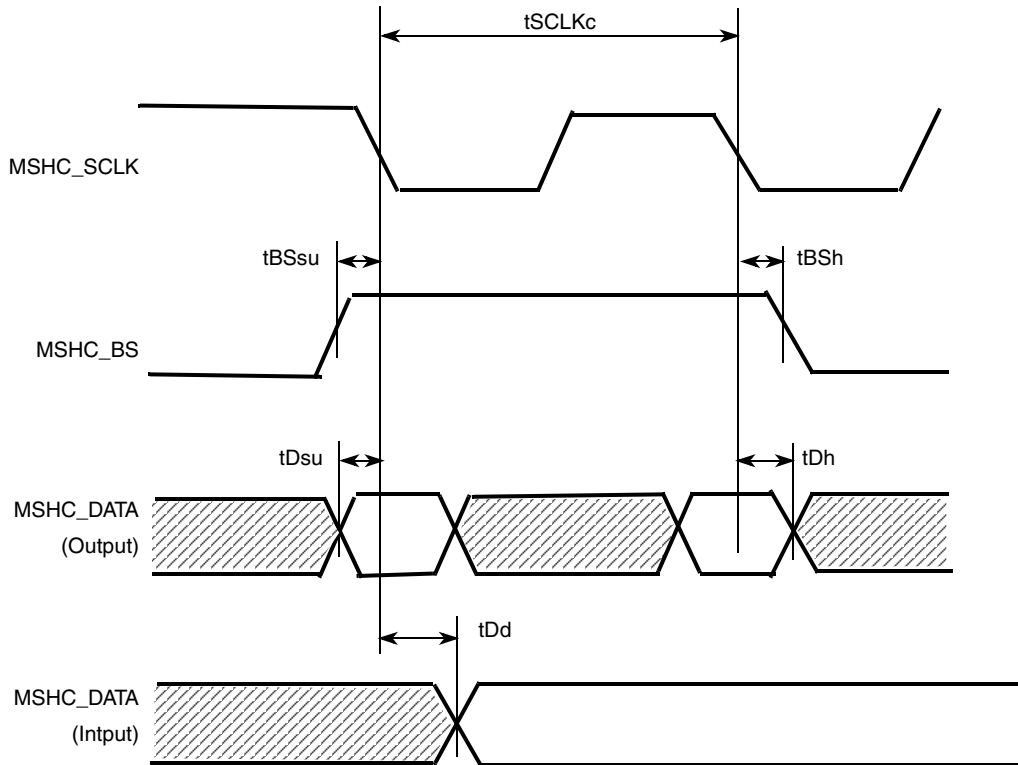 tSCLKc
MSHC_SCLK
tBSsu
tBSh
MSHC_BS
tDsu
tDh
MSHC_DATA
(Output)
tDd
MSHC_DATA
(Intput)